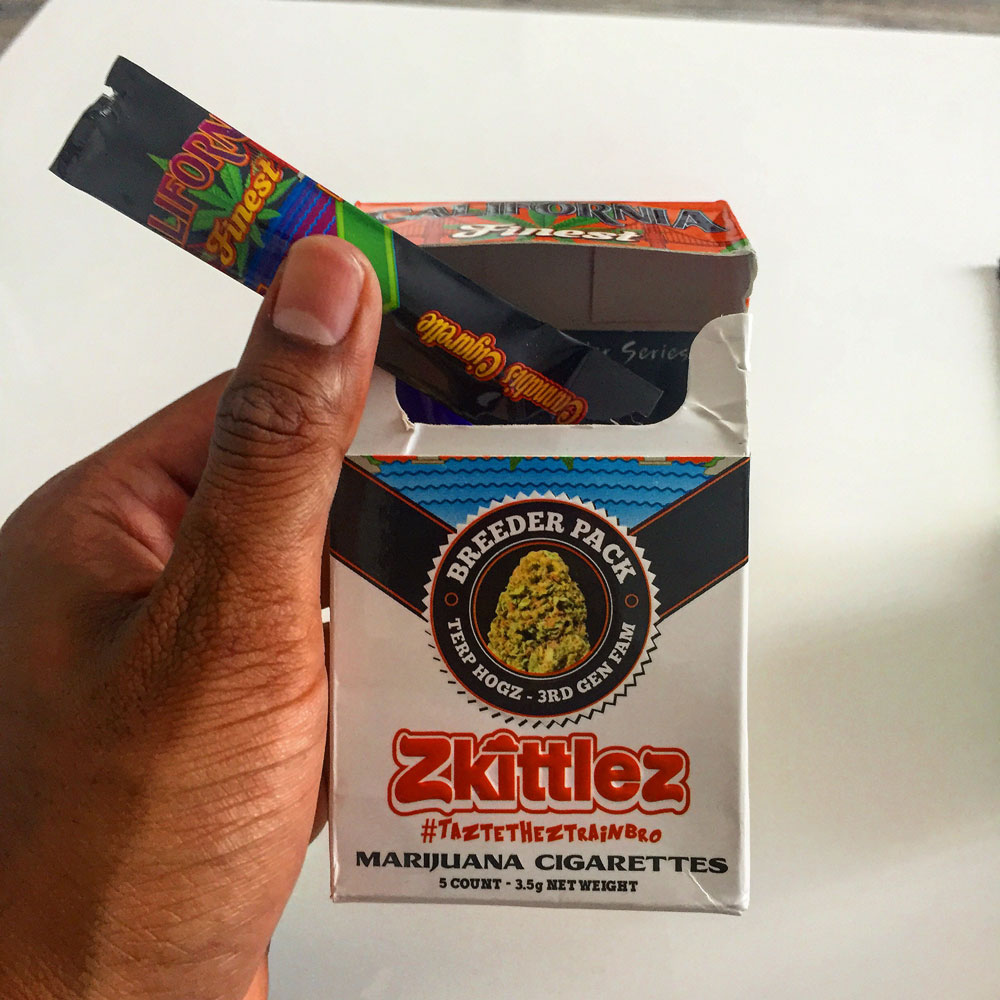 LIFORN
Finest
Cannabis Cigarette
CALIFORNIA
Finest
Series
BREEDER PACK
TERP HOGZ - 3RD GEN FAM
Zkittlez
#TAZTETHEZTRAINBRO
MARIJUANA CIGARETTES
5 COUNT - 3.5g NET WEIGHT